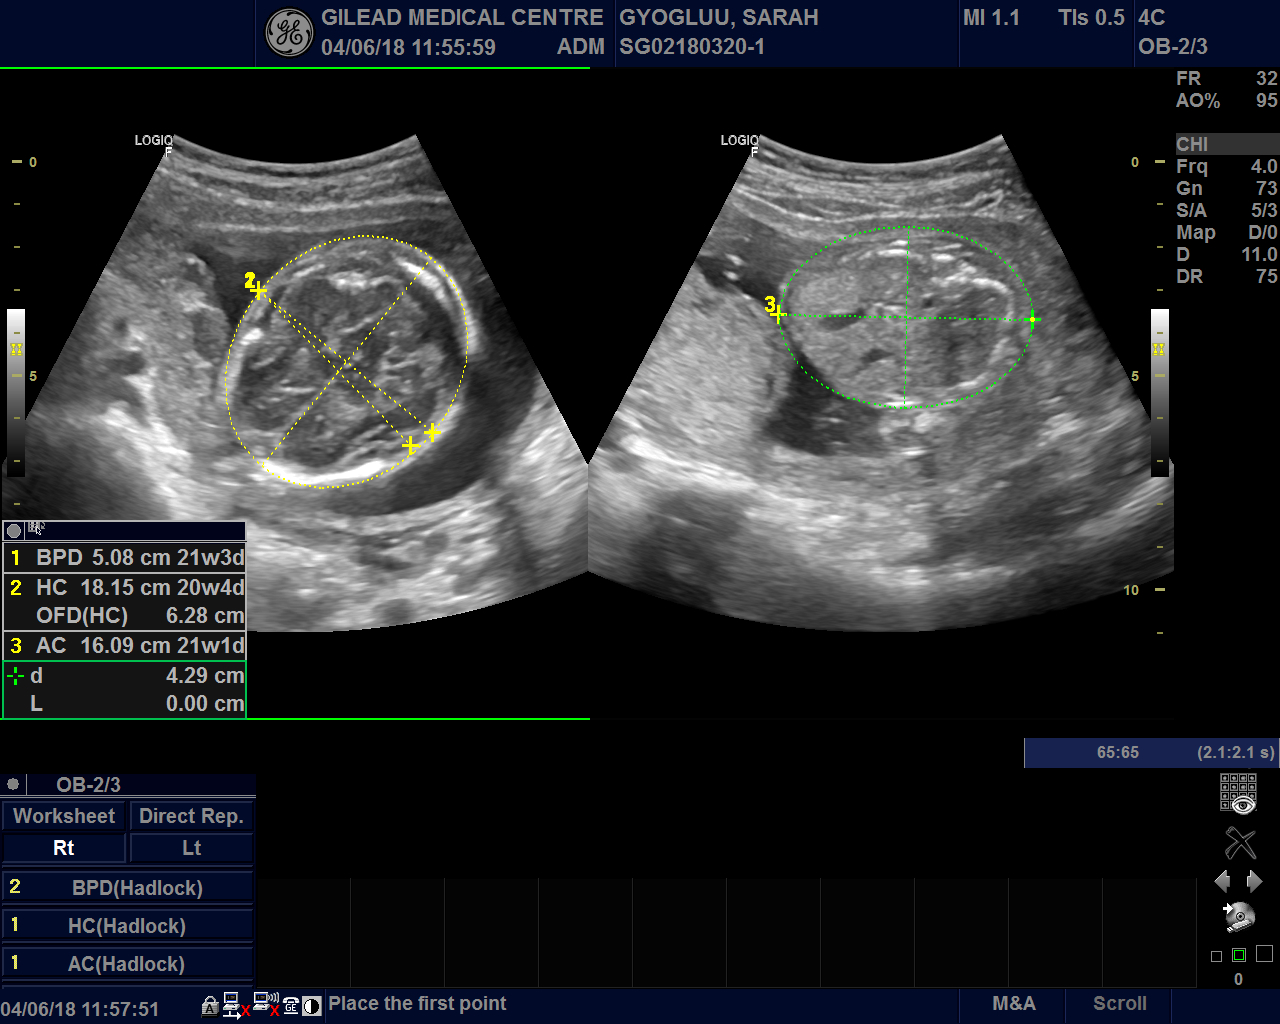 GILEAD MEDICAL CENTRE
04/06/18 11:55:59 ADM
GYOGLUU, SARAH
SG02180320-1
MI 1.1 TIs 0.5
4C
OB-2/3
FR 32
AO% 95
CHI
Frq 4.0
Gn 73
S/A 5/3
Map D/0
D 11.0
DR 75
LOGIQ
F
0
5
2
LOGIQ
F
3
0
5
10
1 BPD 5.08 cm 21w3d
2 HC 18.15 cm 20w4d
OFD(HC) 6.28 cm
3 AC 16.09 cm 21w1d
d 4.29 cm
L 0.00 cm
65:65 (2.1:2.1 s)
OB-2/3
Worksheet Direct Rep.
Rt Lt
2 BPD(Hadlock)
1 HC(Hadlock)
1 AC(Hadlock)
0
04/06/18 11:57:51
Place the first point
M&A Scroll